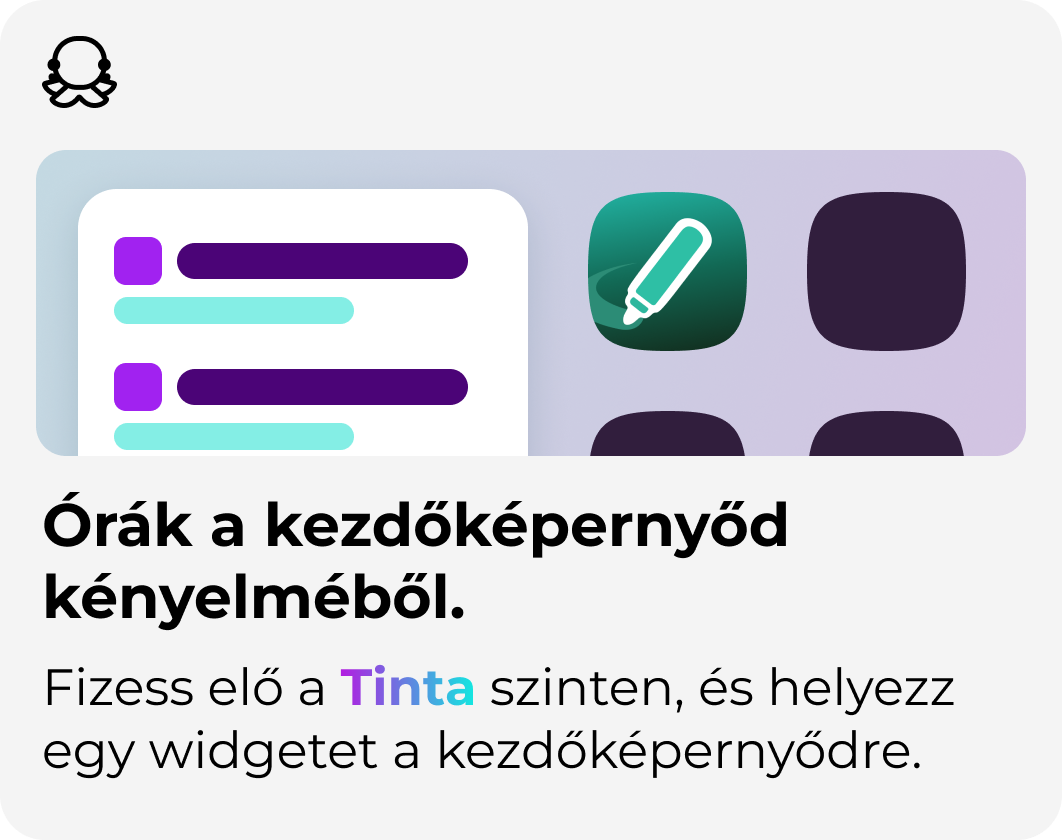 Órák a kezdőképernyőd
kényelméből.
Fizess elő a Tinta szinten, és helyezz
egy widgetet a kezdőképernyődre.